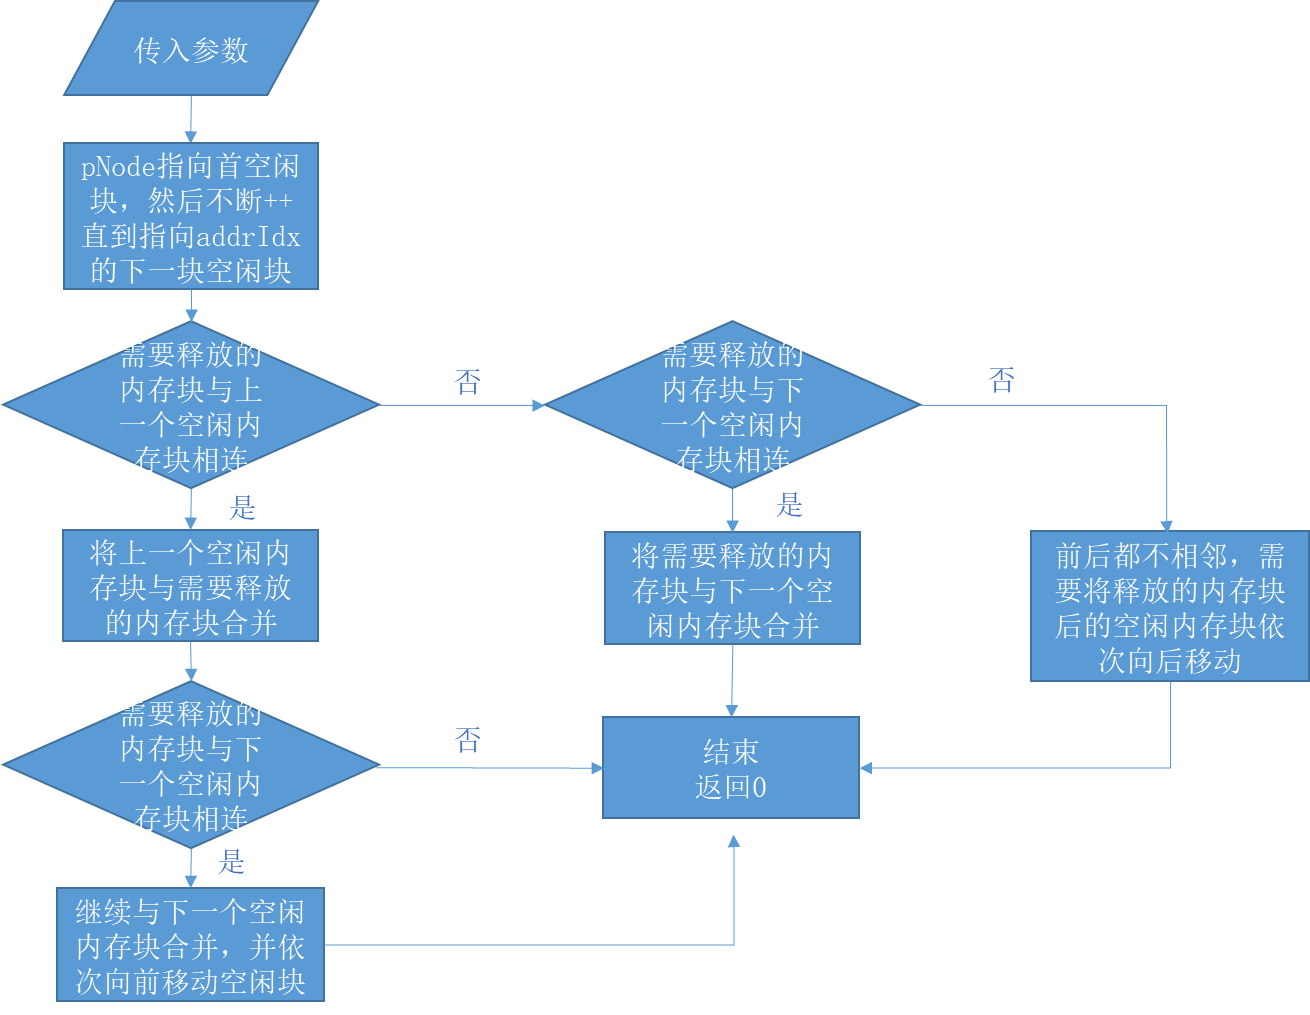 传入参数
pNode指向首空闲
块，然后不断++
直到指向addrIdx
的下一块空闲块
需要释放的
内存块与上
一个空闲内
存块相连
否
需要释放的
内存块与下
一个空闲内
存块相连
否
是
是
将上一个空闲内
存块与需要释放
的内存块合并
将需要释放的内
存块与下一个空
闲内存块合并
前后都不相邻，需
要将释放的内存块
后的空闲内存块依
次向后移动
需要释放的
内存块与下
一个空闲内
存块相连
否
结束
返回0
是
继续与下一个空闲
内存块合并，并依
次向前移动空闲块